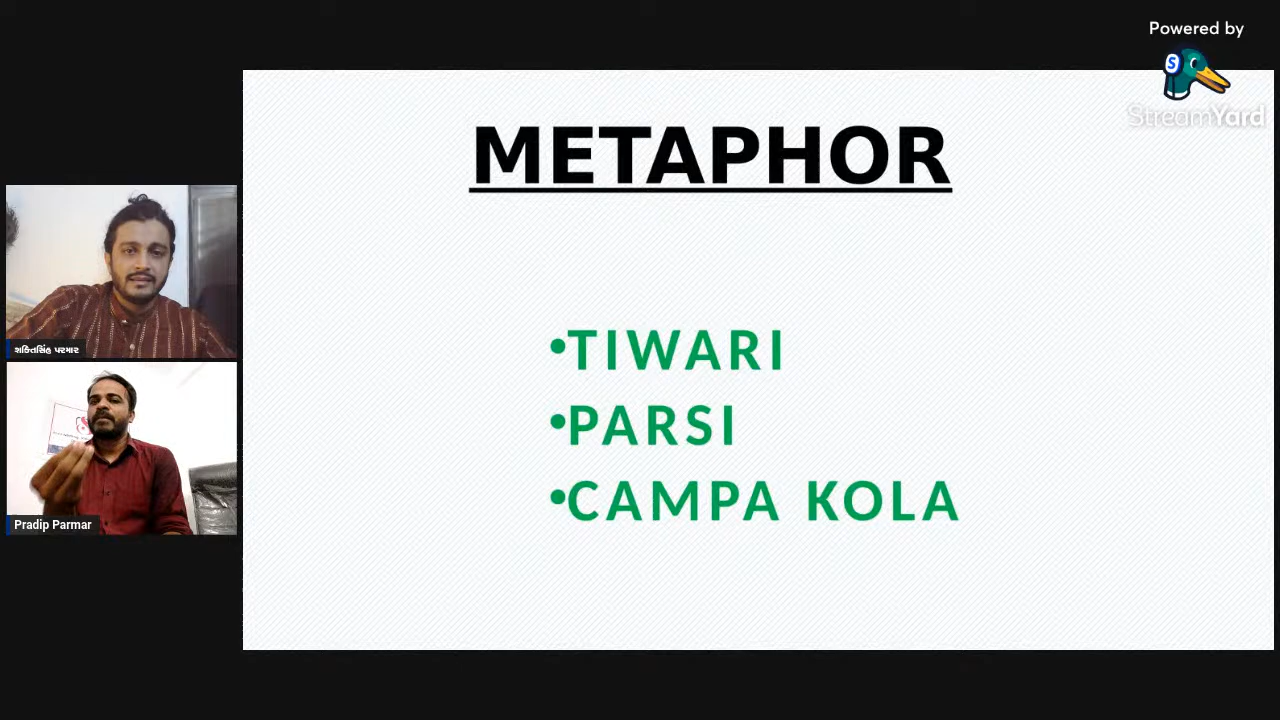 Powered by
StreamYard
METAPHOR
•TIWARI
•PARSI
•CAMPA KOLA
શક્તિસિંહ પરમાર
Pradip Parmar